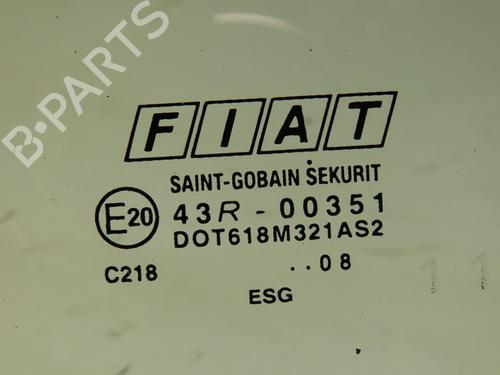 B-PARTS
FIAT
SAINT-GOBAIN SEKURIT
E20 43R - 00351
DOT618M321AS2
C218 ..08
ESG